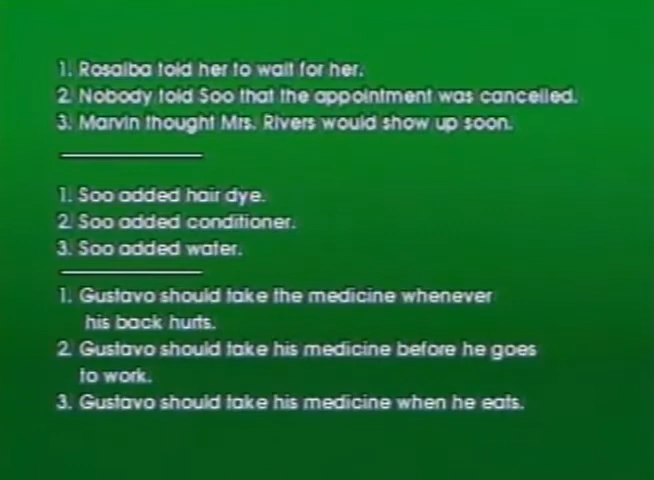 1. Rosalba told her to wait for her.
2. Nobody told Soo that the appointment was cancelled.
3. Marvin thought Mrs. Rivers would show up soon.
1. Soo added hair dye.
2. Soo added conditioner.
3. Soo added water.
1. Gustavo should take the medicine whenever
his back hurts.
2. Gustavo should take his medicine before he goes
to work.
3. Gustavo should take his medicine when he eats.